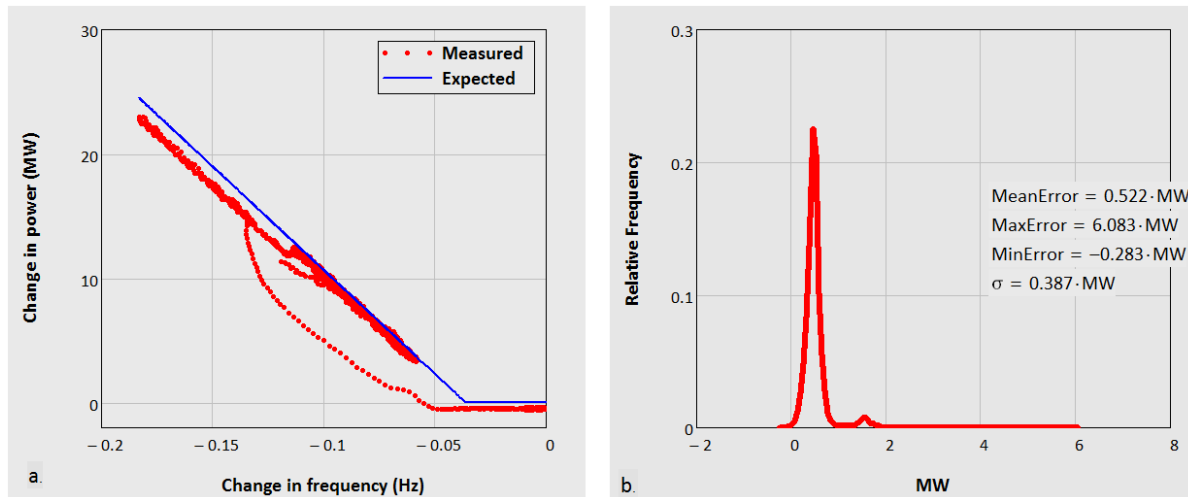 30
20
10
0
−0.2
−0.15
−0.1
−0.05
0
Change in power (MW)
Change in frequency (Hz)
Measured
Expected
a.
0.3
0.2
0.1
0
−2
0
2
4
6
8
Relative Frequency
MW
MeanError = 0.522·MW
MaxError = 6.083·MW
MinError = −0.283·MW
σ = 0.387·MW
b.